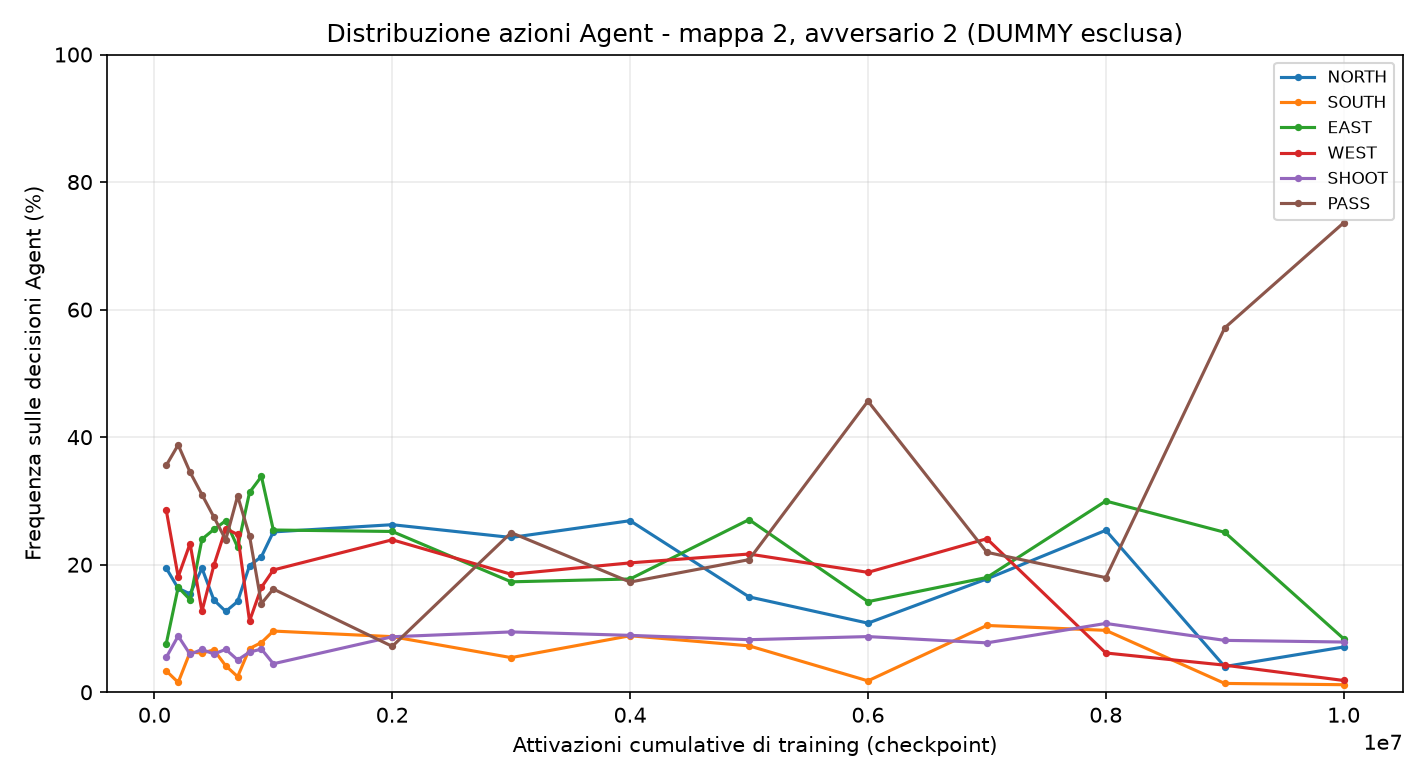 Distribuzione azioni Agent - mappa 2, avversario 2 (DUMMY esclusa)
Frequenza sulle decisioni Agent (%)
100
80
60
40
20
0
NORTH
SOUTH
EAST
WEST
SHOOT
PASS
0.0
0.2
0.4
0.6
0.8
1.0
1e7
Attivazioni cumulative di training (checkpoint)